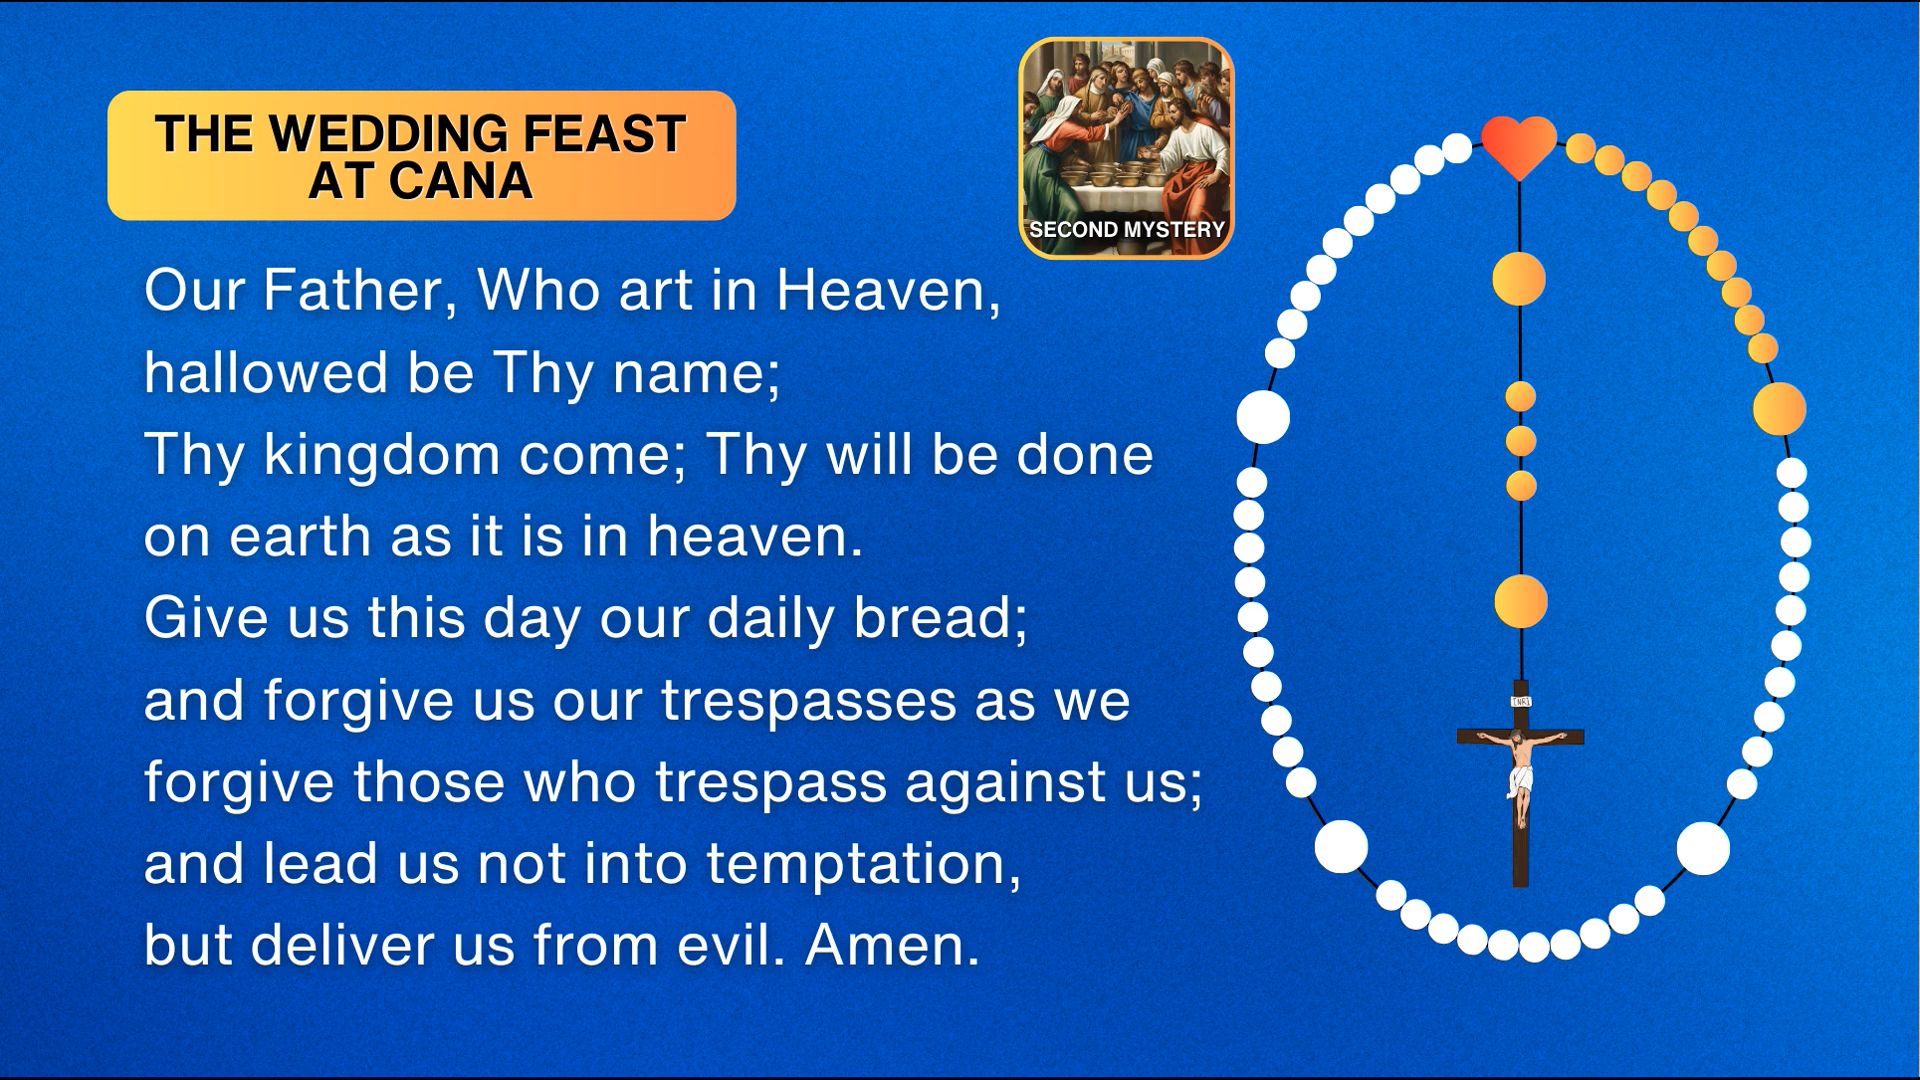 THE WEDDING FEAST
AT CANA
SECOND MYSTERY
Our Father, Who art in Heaven,
hallowed be Thy name;
Thy kingdom come; Thy will be done
on earth as it is in heaven.
Give us this day our daily bread;
and forgive us our trespasses as we
forgive those who trespass against us;
and lead us not into temptation,
but deliver us from evil. Amen.
INRI